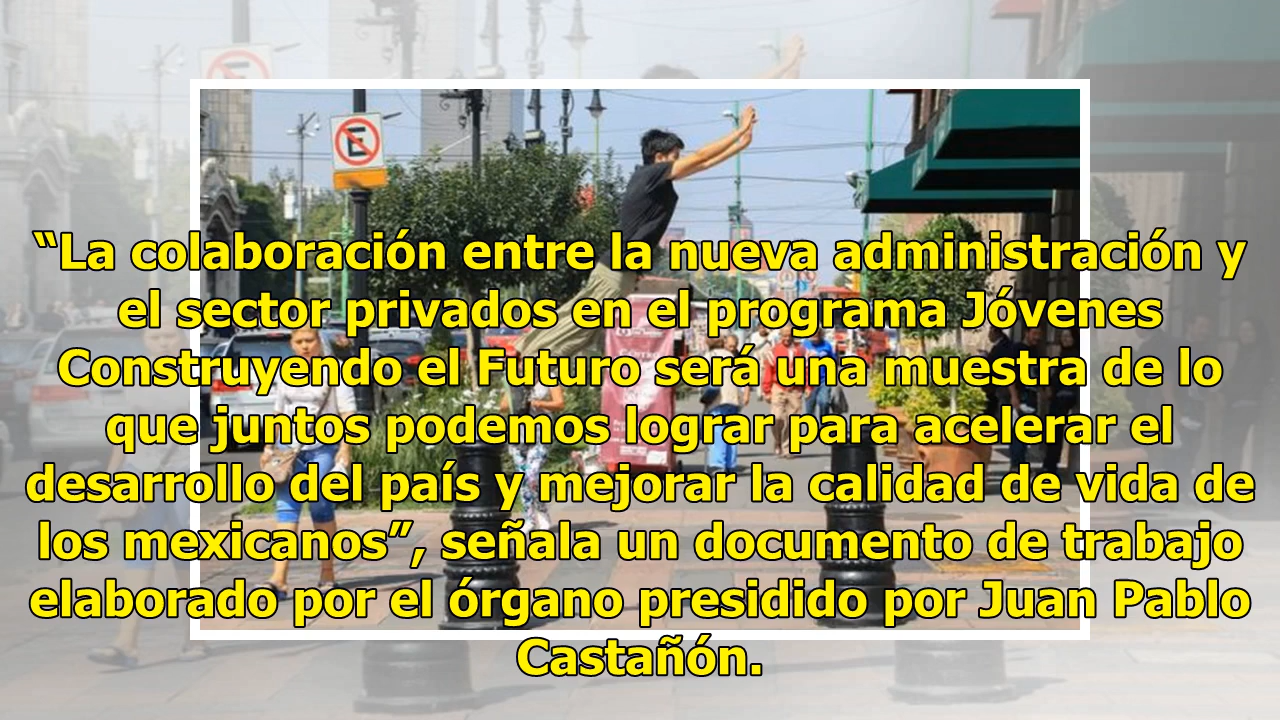 E
“La colaboración entre la nueva administración y
el sector privados en el programa Jóvenes
Construyendo el Futuro será una muestra de lo
que juntos podemos lograr para acelerar el
desarrollo del país y mejorar la calidad de vida de
los mexicanos”, señala un documento de trabajo
elaborado por el órgano presidido por Juan Pablo
Castañón.